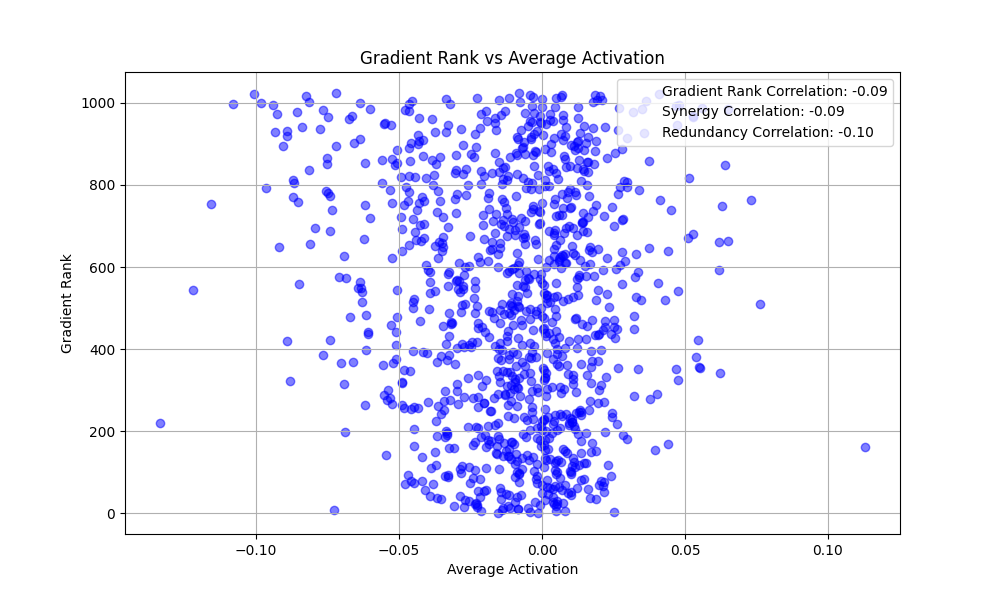 Gradient Rank vs Average Activation
Gradient Rank Correlation: -0.09
Synergy Correlation: -0.09
Redundancy Correlation: -0.10
1000
800
600
400
200
0
Gradient Rank
−0.10
−0.05
0.00
0.05
0.10
Average Activation